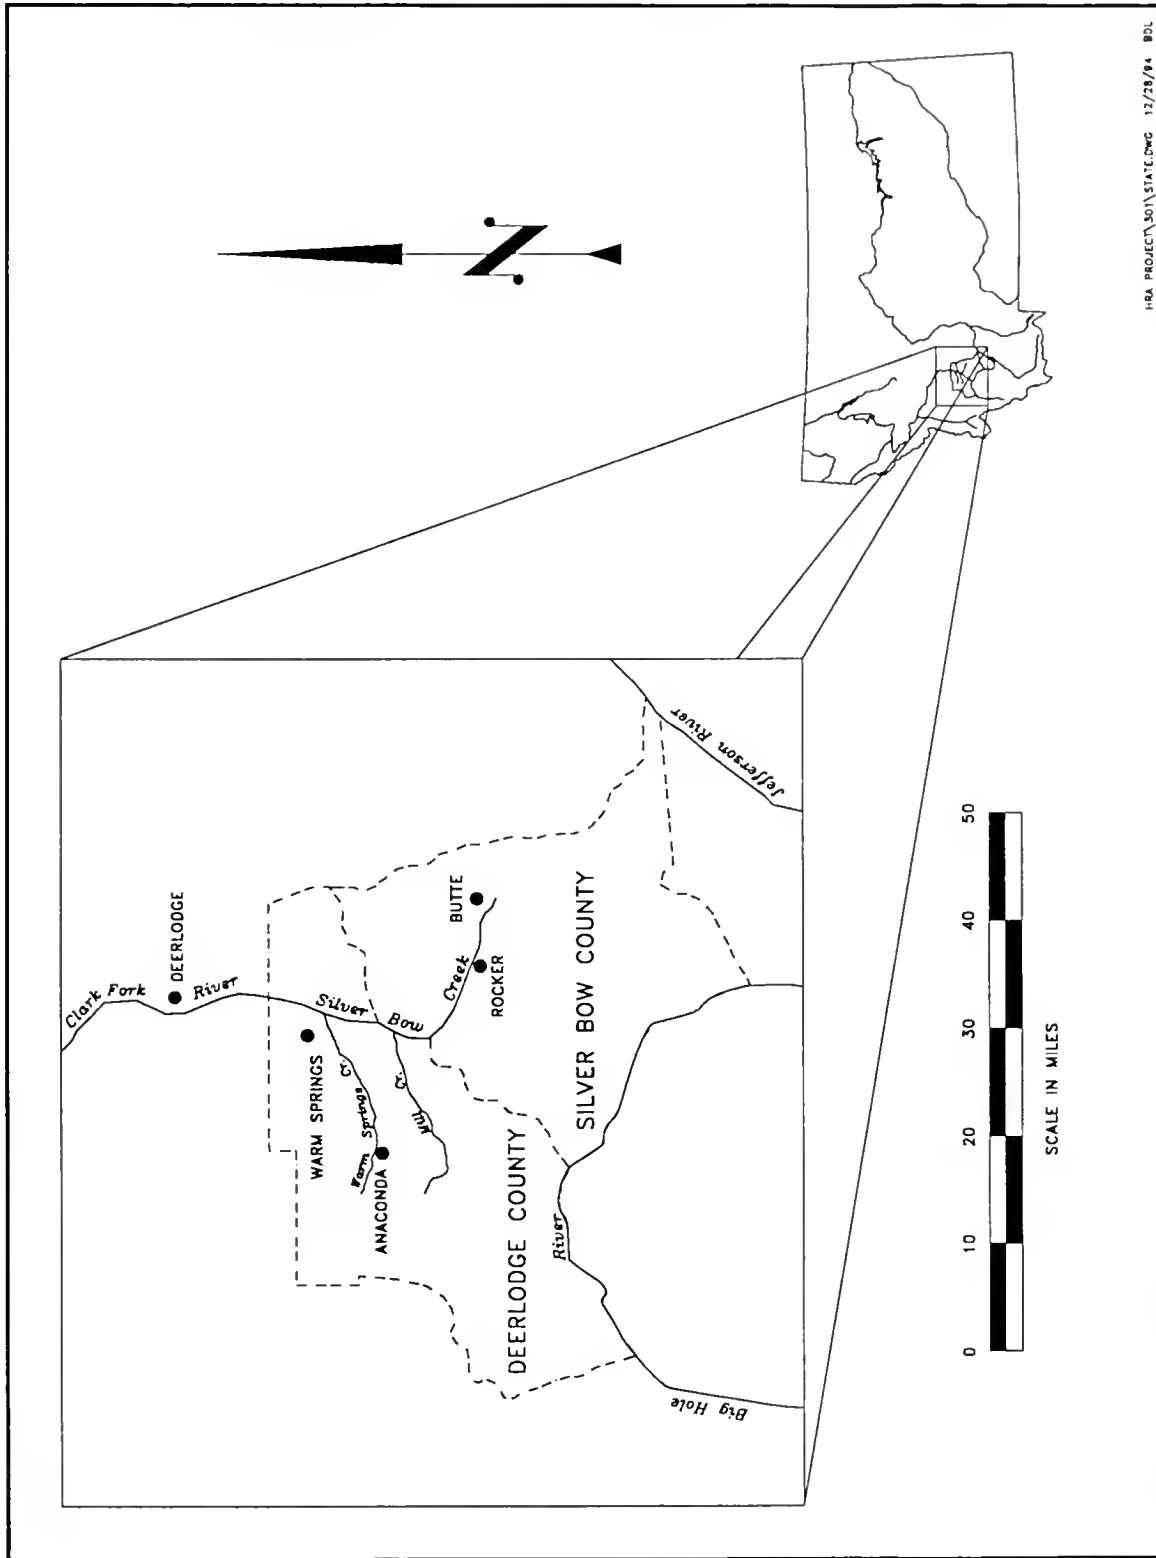 Clark Fork
River
DEERLODGE
WARM SPRINGS
Silver
Bow
Creek
BUTTE
ROCKER
Warm Springs Cr.
ANACONDA
Mill Cr.
DEERLODGE COUNTY
SILVER BOW COUNTY
Jefferson River
Big Hole
River
N
0 10 20 30 40 50
SCALE IN MILES
HRA PROJECT\301\STATE.DWG 12/28/94 BDL